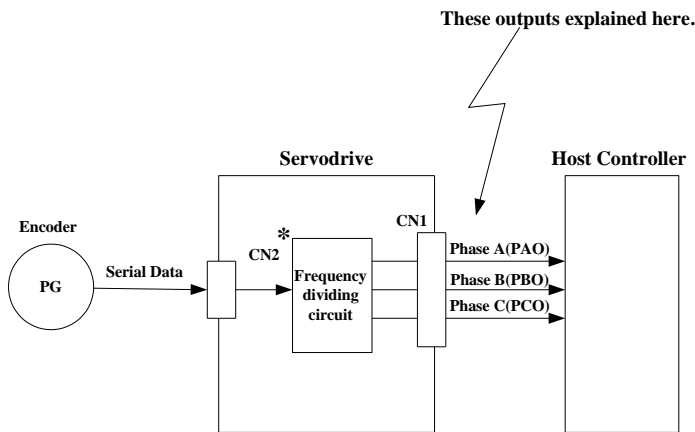 These outputs explained here.
Servodrive
Host Controller
Encoder
CN2
*
CN1
Phase A(PAO)
PG
Serial Data
Frequency
dividing
circuit
Phase B(PBO)
Phase C(PCO)